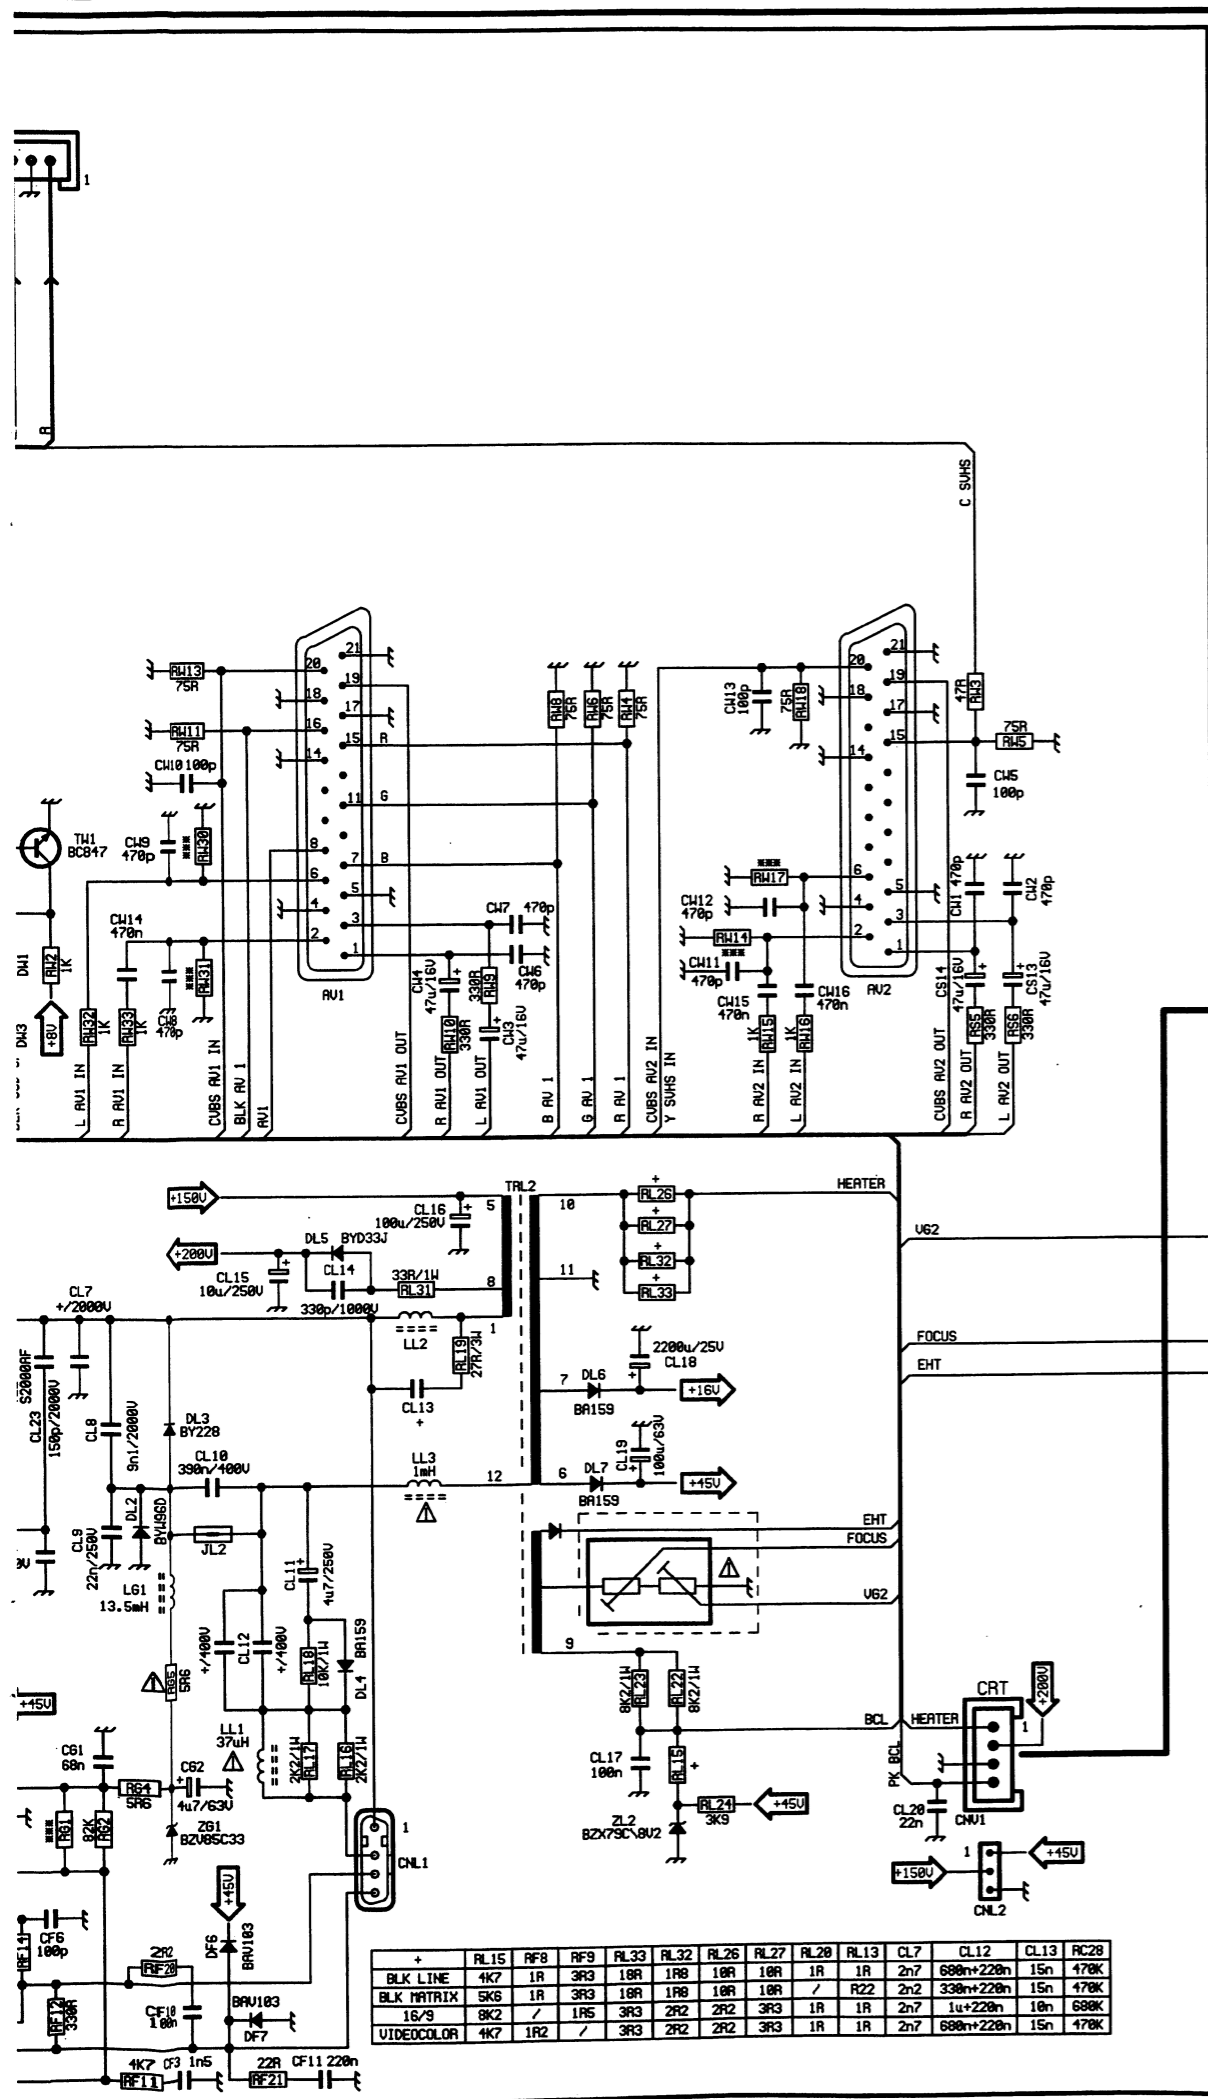 1
R
C SVHS
21
20
19
18
17
16
15
14
11
8
7
6
5
4
3
2
1
AV1
R
G
B
RW13
75R
RW11
75R
CW10 100p
TW1
BC847
CW9
470p
***
RW30
CW14
470n
***
RW31
CW8
470p
DW1
RW2
1K
DW3
+8V
RW32
1K
RW33
1K
L AV1 IN
R AV1 IN
CVBS AV1 IN
BLK AV 1
AV1
CVBS AV1 OUT
R AV1 OUT
L AV1 OUT
B AV 1
G AV 1
R AV 1
CW7
470p
CW6
470p
CW4
47u/16V
330R
RW9
RW10
330R
CW3
47u/16V
RW8
75R
RW6
75R
RW4
75R
CVBS AV2 IN
Y SVHS IN
CW13
100p
75R
RW18
21
20
19
18
17
15
14
6
5
4
3
2
1
AV2
47R
RW3
75R
RW5
CW5
100p
***
RW17
CW12
470p
RW14
***
CW11
470p
CW15
470n
CW16
470n
1K
RW15
1K
RW16
R AV2 IN
L AV2 IN
CW1
470p
CW2
470p
CS14
47u/16V
CS13
47u/16V
RS5
330R
RS6
330R
CVBS AV2 OUT
R AV2 OUT
L AV2 OUT
+150V
CL16
100u/250V
+
5
TRL2
10
+
RL26
+
RL27
+
RL32
+
RL33
HEATER
VG2
+200V
DL5 BYD33J
CL15
10u/250V
CL14
330p/1000V
33R/1W
RL31
8
11
CL7
+/2000V
LL2
RL19
27R/3W
1
2200u/25V
CL18
FOCUS
EHT
S2000AF
CL23
150p/2000V
CL8
9n1/2000V
DL3
BY228
CL13
+
7
DL6
BA159
+16V
CL10
390n/400V
LL3
1mH
12
6
DL7
BA159
CL19
100u/63V
+45V
DL2
BYW96D
CL9
22n/250V
JL2
CL11
4u7/250V
EHT
FOCUS
VG2
LG1
13.5mH
+/400V
CL12
+/400V
RL18
10K/1W
DL4
BA159
9
RG5
5R6
+45V
8K2/1W
RL23
RL22
8K2/1W
CRT
+200V
BCL
HEATER
1
CG1
68n
LL1
37uH
2K2/1W
RL17
RL16
2K2/1W
CL17
100n
RL15
+
PK BCL
RG4
5R6
CG2
4u7/63V
RL24
3K9
+45V
CL20
22n
CNV1
***
RG1
82K
RG2
ZG1
BZV85C33
ZL2
BZX79C\8V2
1
CNL1
+45V
1
+45V
+150V
CNL2
CF6
100p
DF6
BAV103
2R2
RF20
RF12
330R
CF10
100n
BAV103
DF7
4K7
RF11
CF3 1n5
22R
RF21
CF11 220n
+ RL15 RF8 RF9 RL33 RL32 RL26 RL27 RL20 RL13 CL7 CL12 CL13 RC28
BLK LINE 4K7 1R 3R3 18R 1R8 10R 10R 1R 1R 2n7 680n+220n 15n 470K
BLK MATRIX 5K6 1R 3R3 18R 1R8 10R 10R / R22 2n2 330n+220n 15n 470K
16/9 8K2 / 1R5 3R3 2R2 2R2 3R3 1R 1R 2n7 1u+220n 10n 680K
VIDEOCOLOR 4K7 1R2 / 3R3 2R2 2R2 3R3 1R 1R 2n7 680n+220n 15n 470K